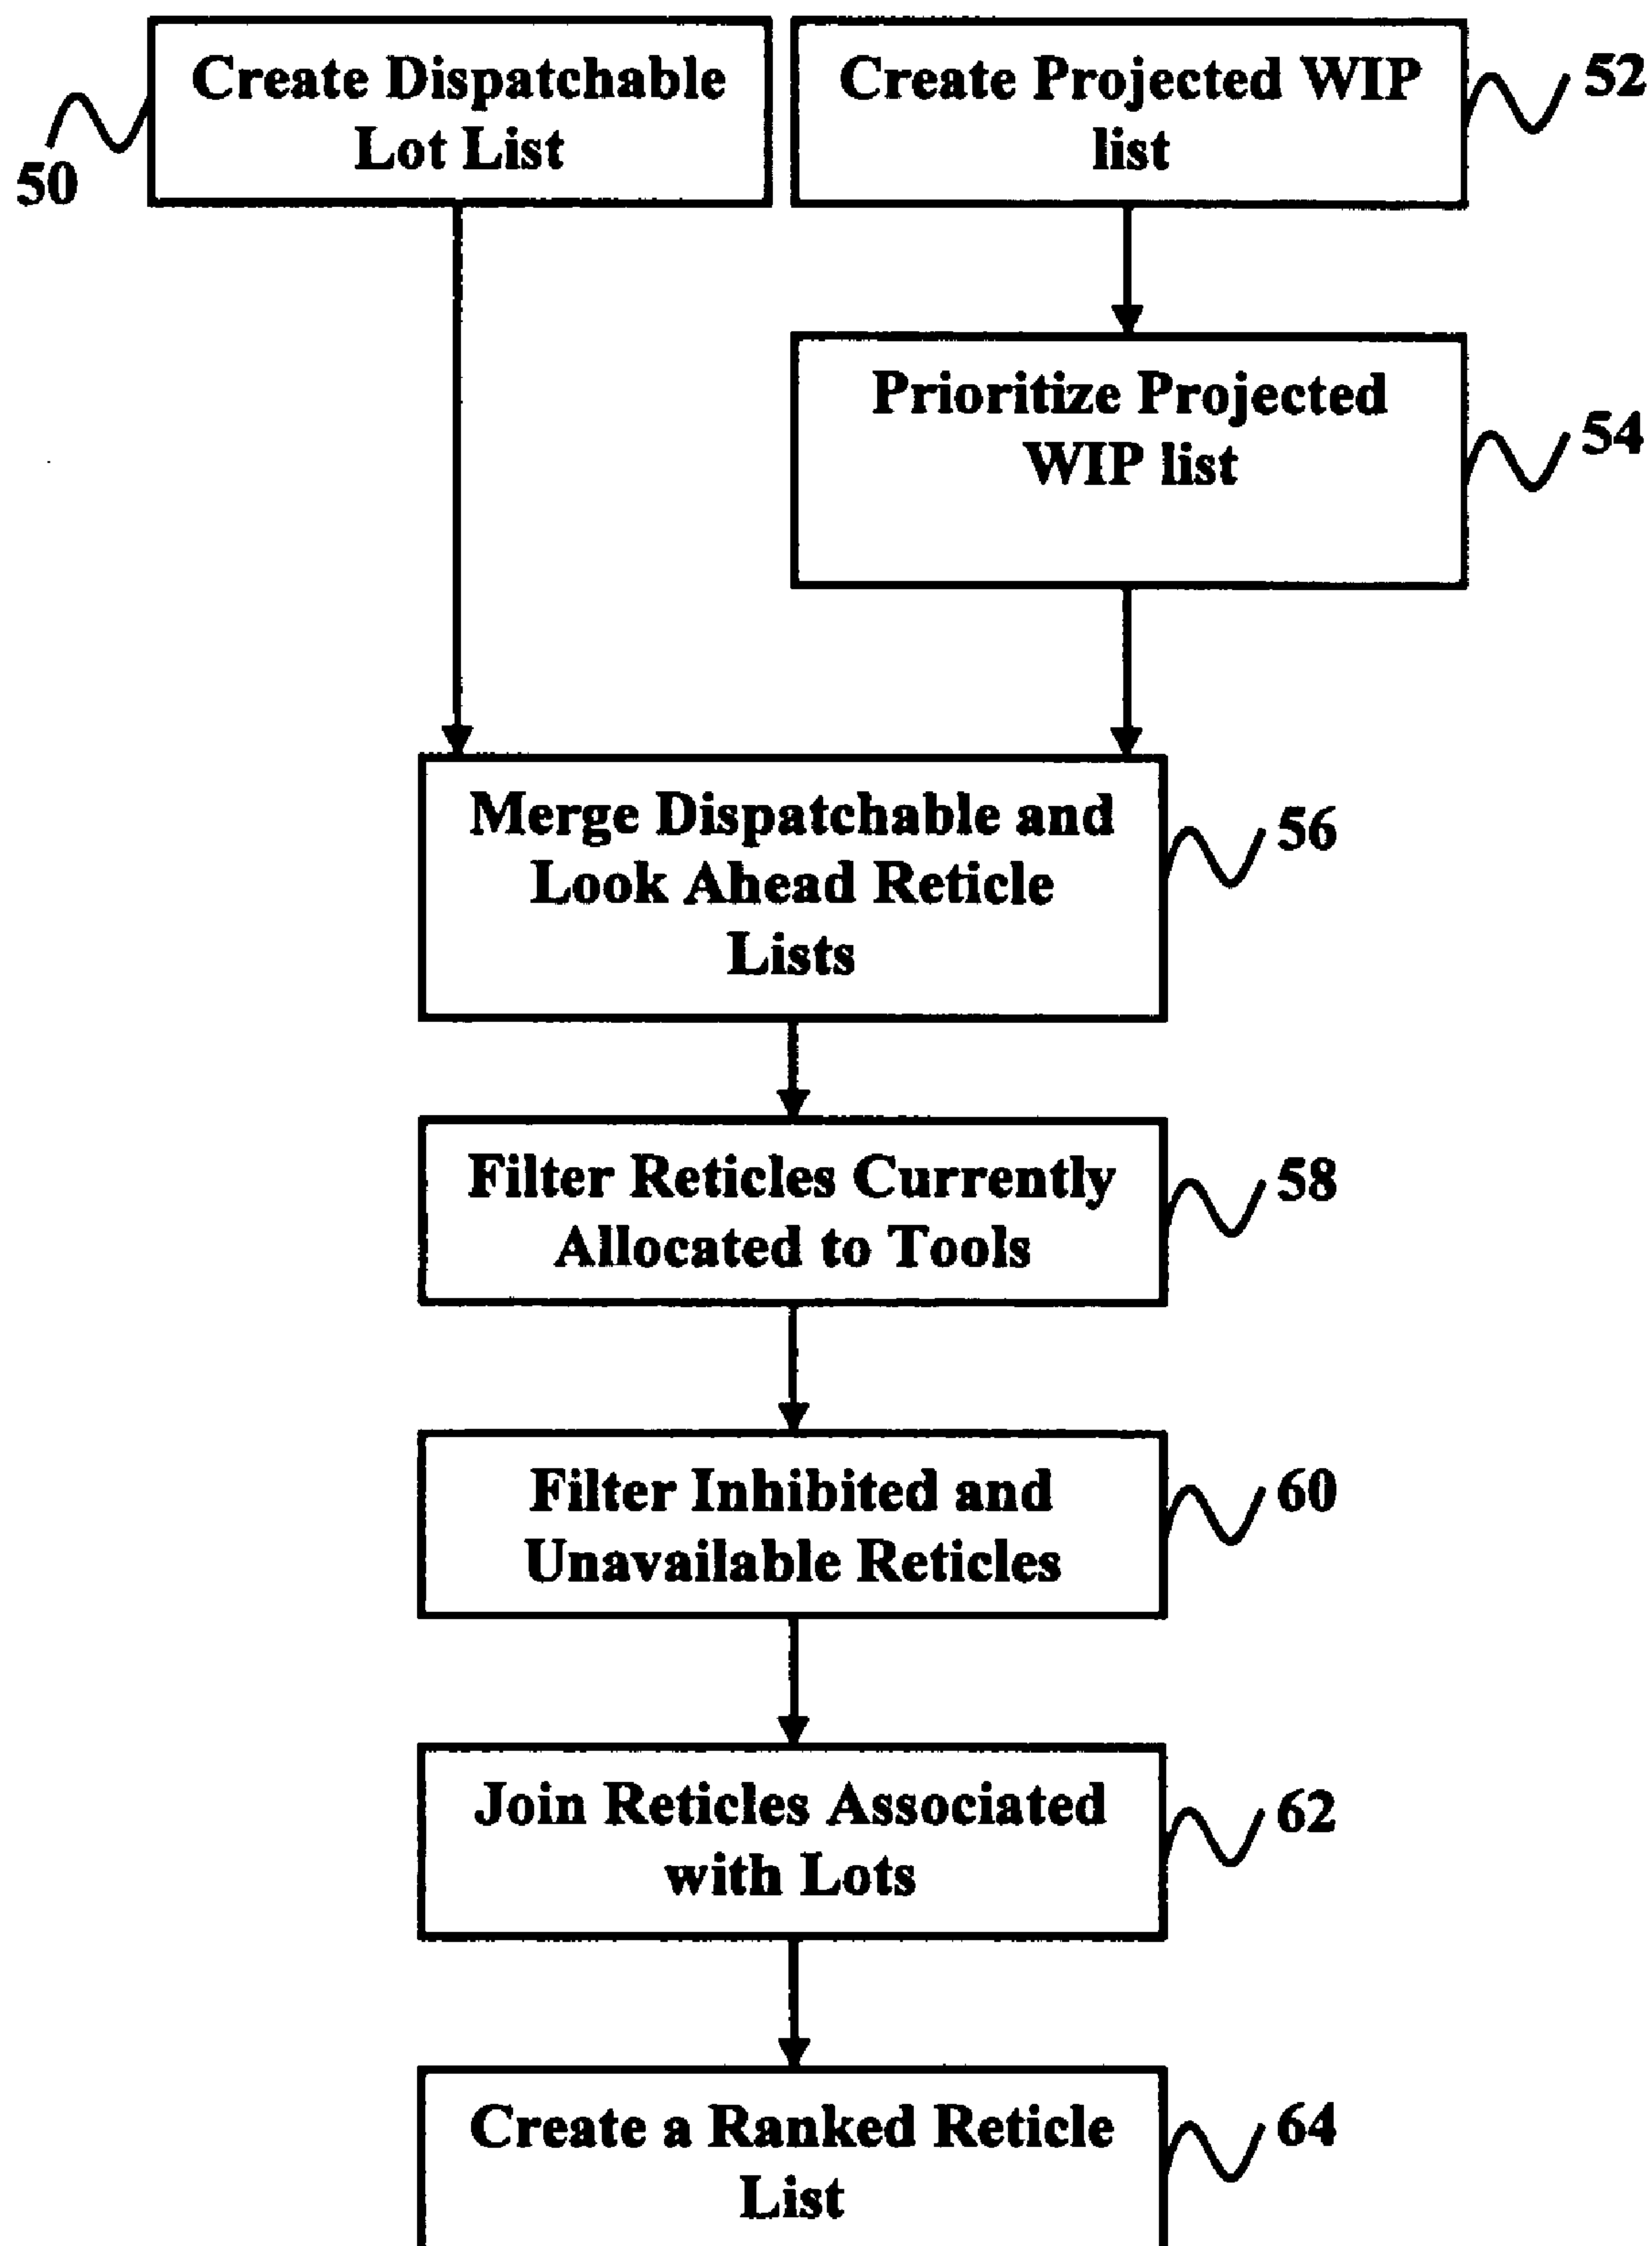 Create Dispatchable
Lot List
50
Create Projected WIP
list
52
Prioritize Projected
WIP list
54
Merge Dispatchable and
Look Ahead Reticle
Lists
56
Filter Reticles Currently
Allocated to Tools
58
Filter Inhibited and
Unavailable Reticles
60
Join Reticles Associated
with Lots
62
Create a Ranked Reticle
List
64